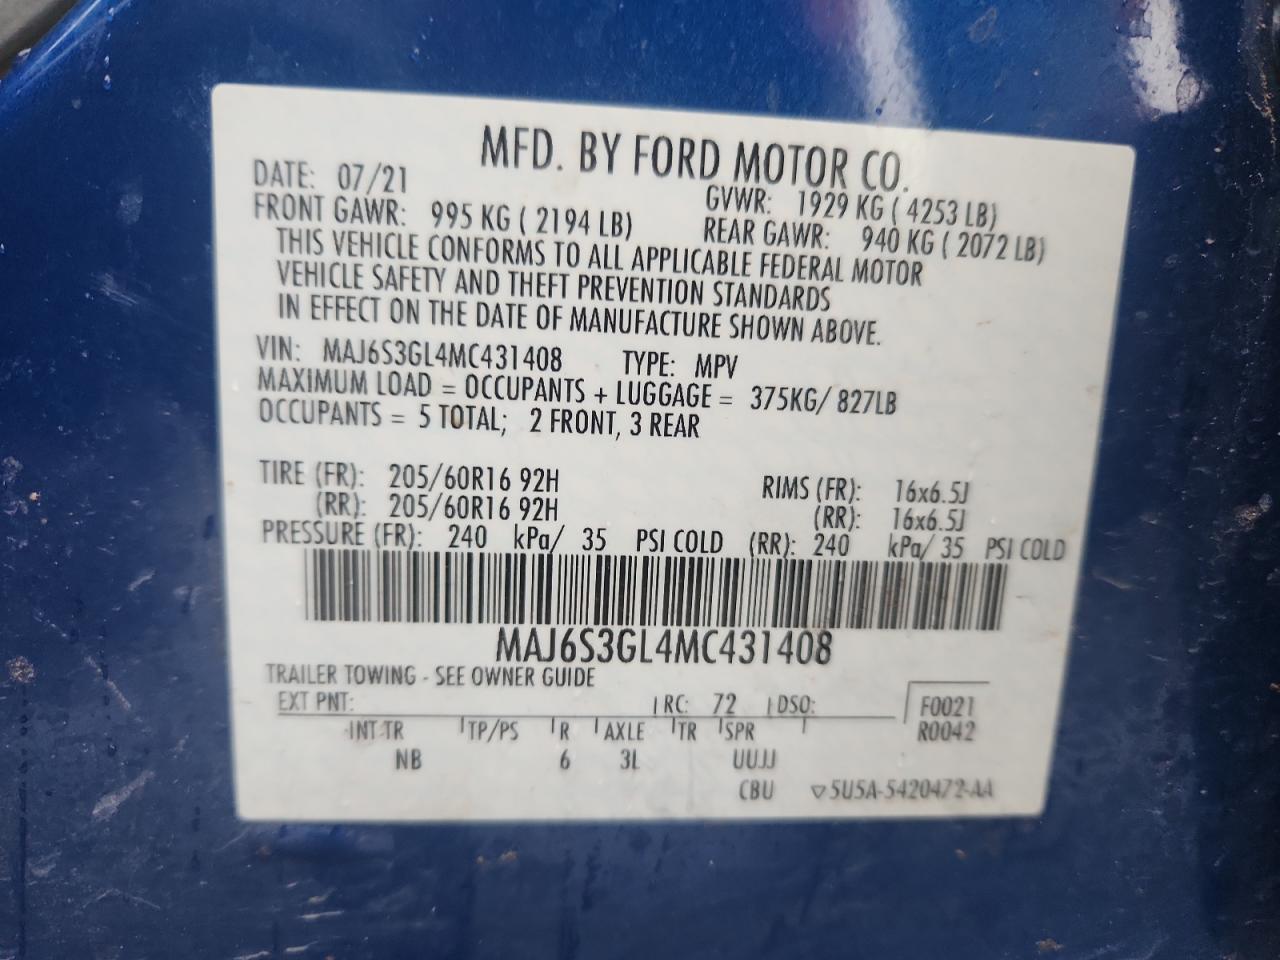 MFD. BY FORD MOTOR CO.
DATE: 07/21 GVWR: 1929 KG ( 4253 LB)
FRONT GAWR: 995 KG ( 2194 LB) REAR GAWR: 940 KG ( 2072 LB)
THIS VEHICLE CONFORMS TO ALL APPLICABLE FEDERAL MOTOR
VEHICLE SAFETY AND THEFT PREVENTION STANDARDS
IN EFFECT ON THE DATE OF MANUFACTURE SHOWN ABOVE.
VIN: MAJ6S3GL4MC431408 TYPE: MPV
MAXIMUM LOAD = OCCUPANTS + LUGGAGE = 375KG/ 827LB
OCCUPANTS = 5 TOTAL; 2 FRONT, 3 REAR
TIRE (FR): 205/60R16 92H RIMS (FR): 16x6.5J
(RR): 205/60R16 92H (RR): 16x6.5J
PRESSURE (FR): 240 kPa/ 35 PSI COLD (RR): 240 kPa/ 35 PSI COLD
MAJ6S3GL4MC431408
TRAILER TOWING - SEE OWNER GUIDE
EXT PNT: RC: 72 DSO: F0021
INT TR TP/PS R AXLE TR SPR R0042
NB 6 3L UUJJ
CBU ▽5U5A-5420472-AA